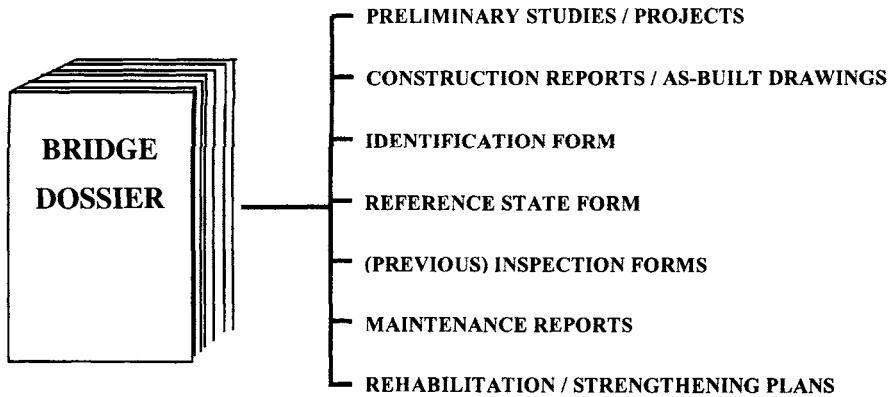 BRIDGE
DOSSIER
PRELIMINARY STUDIES / PROJECTS
CONSTRUCTION REPORTS / AS-BUILT DRAWINGS
IDENTIFICATION FORM
REFERENCE STATE FORM
(PREVIOUS) INSPECTION FORMS
MAINTENANCE REPORTS
REHABILITATION / STRENGTHENING PLANS